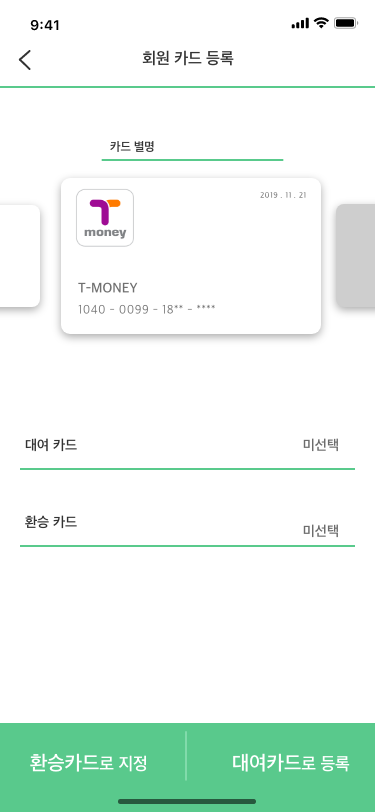 9:41
회원 카드 등록
카드 별명
2019 . 11 . 21
money
T-MONEY
1040 - 0099 - 18** - ****
대여 카드 미선택
환승 카드 미선택
환승카드로 지정 대여카드로 등록